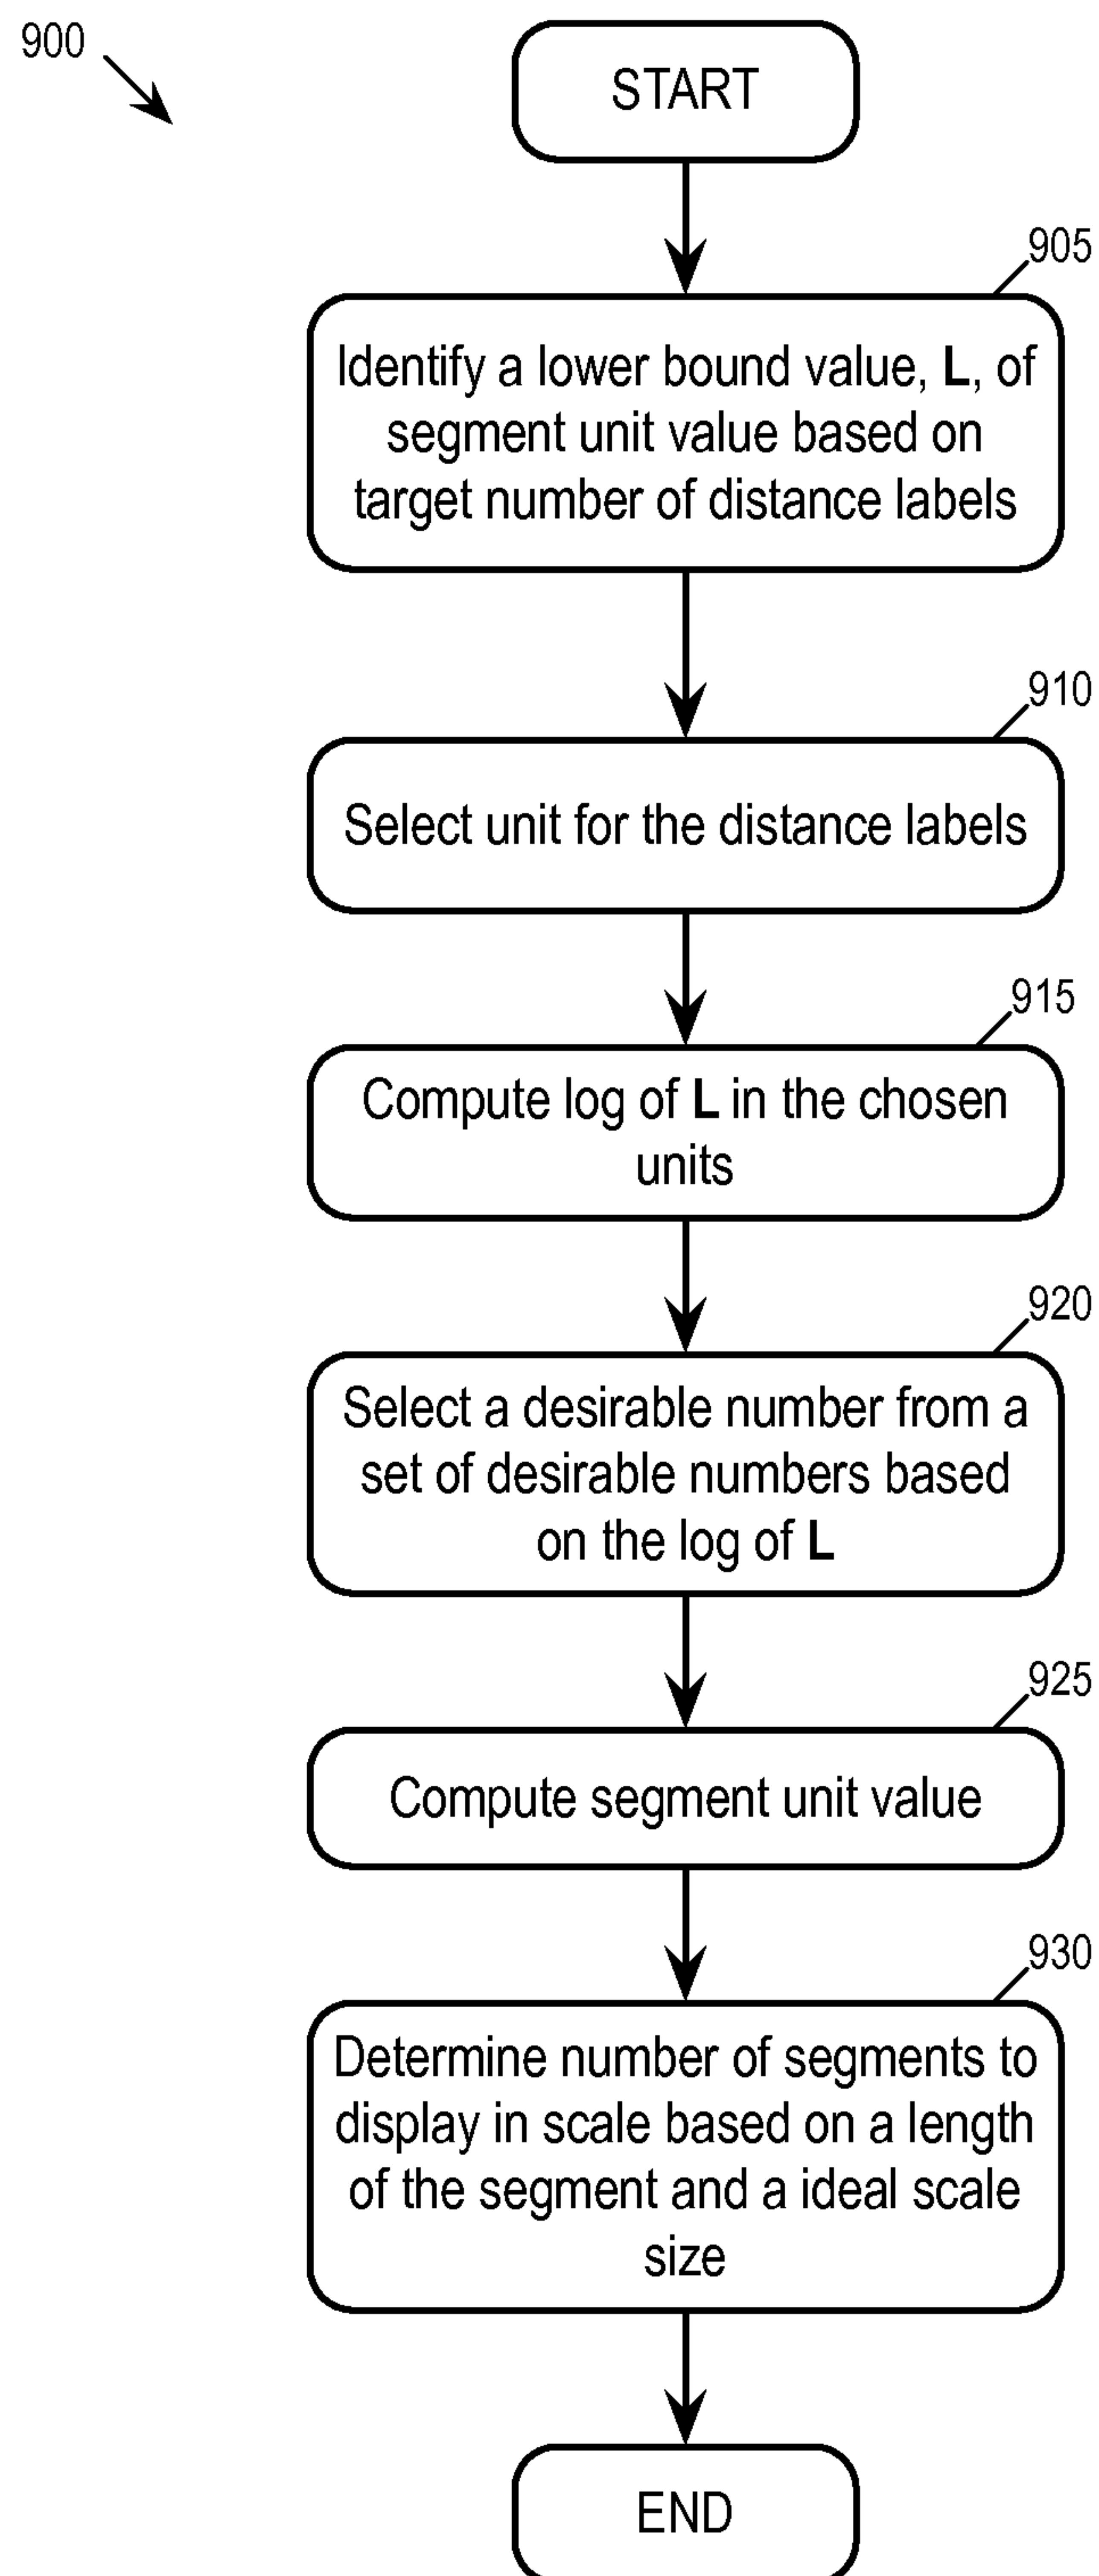 900
START
905
Identify a lower bound value, L, of
segment unit value based on
target number of distance labels
910
Select unit for the distance labels
915
Compute log of L in the chosen
units
920
Select a desirable number from a
set of desirable numbers based
on the log of L
925
Compute segment unit value
930
Determine number of segments to
display in scale based on a length
of the segment and a ideal scale
size
END